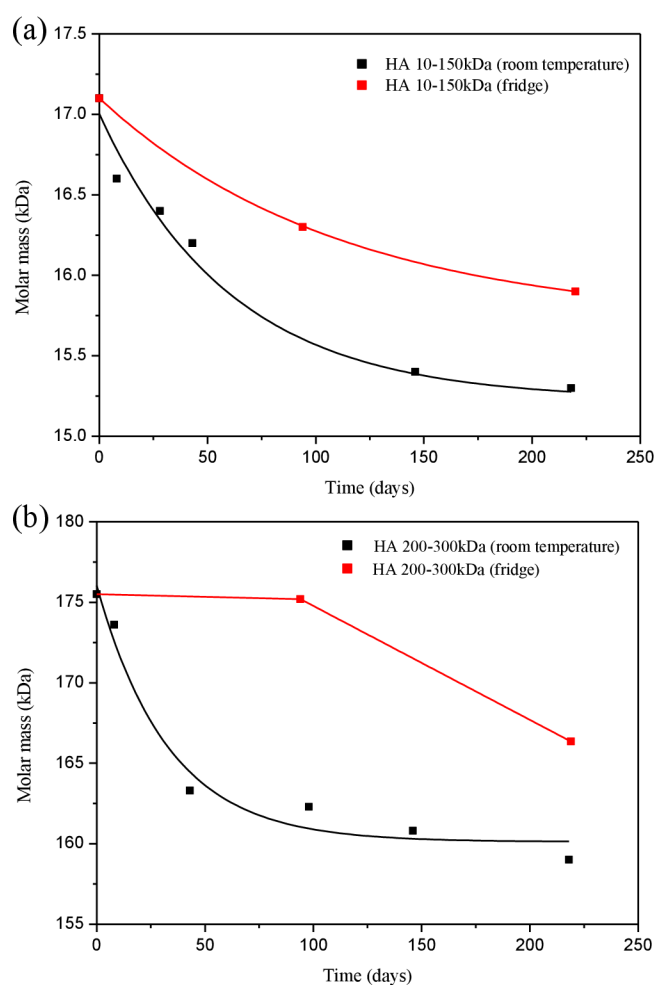 (a)
17.5
17.0
16.5
16.0
15.5
15.0
Molar mass (kDa)
HA 10-150kDa (room temperature)
HA 10-150kDa (fridge)
0 50 100 150 200 250
Time (days)
(b)
180
175
170
165
160
155
Molar mass (kDa)
HA 200-300kDa (room temperature)
HA 200-300kDa (fridge)
0 50 100 150 200 250
Time (days)